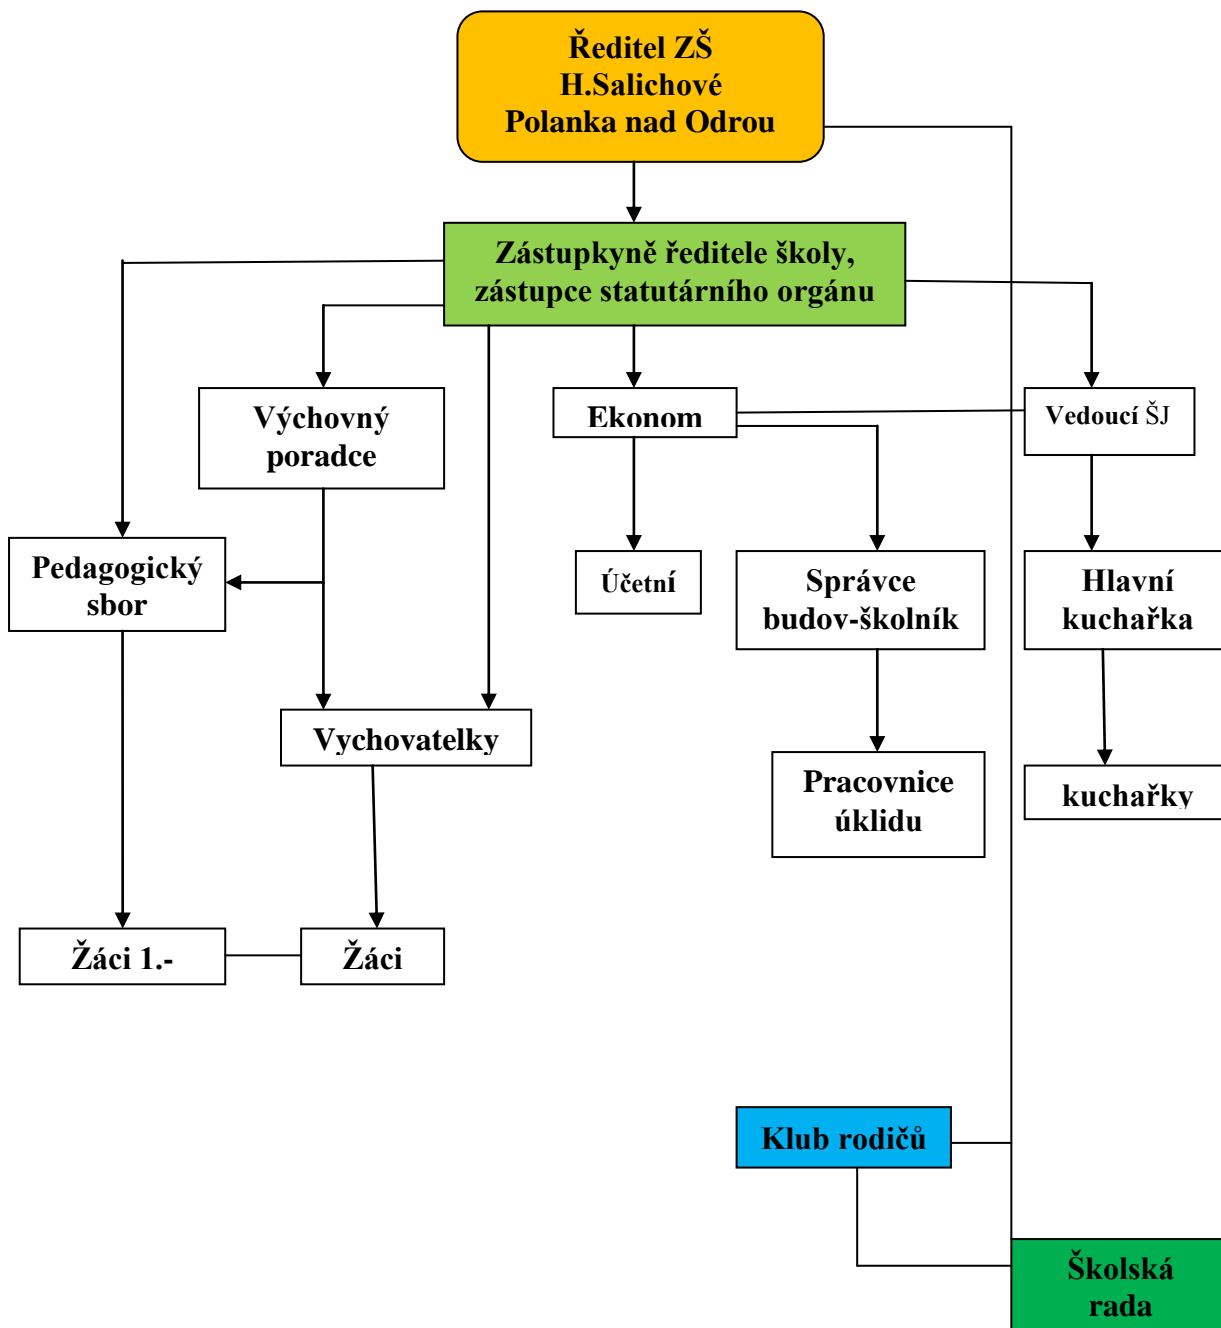 Ředitel ZŠ
H.Salichové
Polanka nad Odrou
Zástupkyně ředitele školy,
zástupce statutárního orgánu
Výchovný
poradce
Ekonom
Vedoucí ŠJ
Pedagogický
sbor
Účetní
Správce
budov-školník
Hlavní
kuchařka
Vychovatelky
Pracovnice
úklidu
kuchařky
Žáci 1.-
Žáci
Klub rodičů
Školská
rada